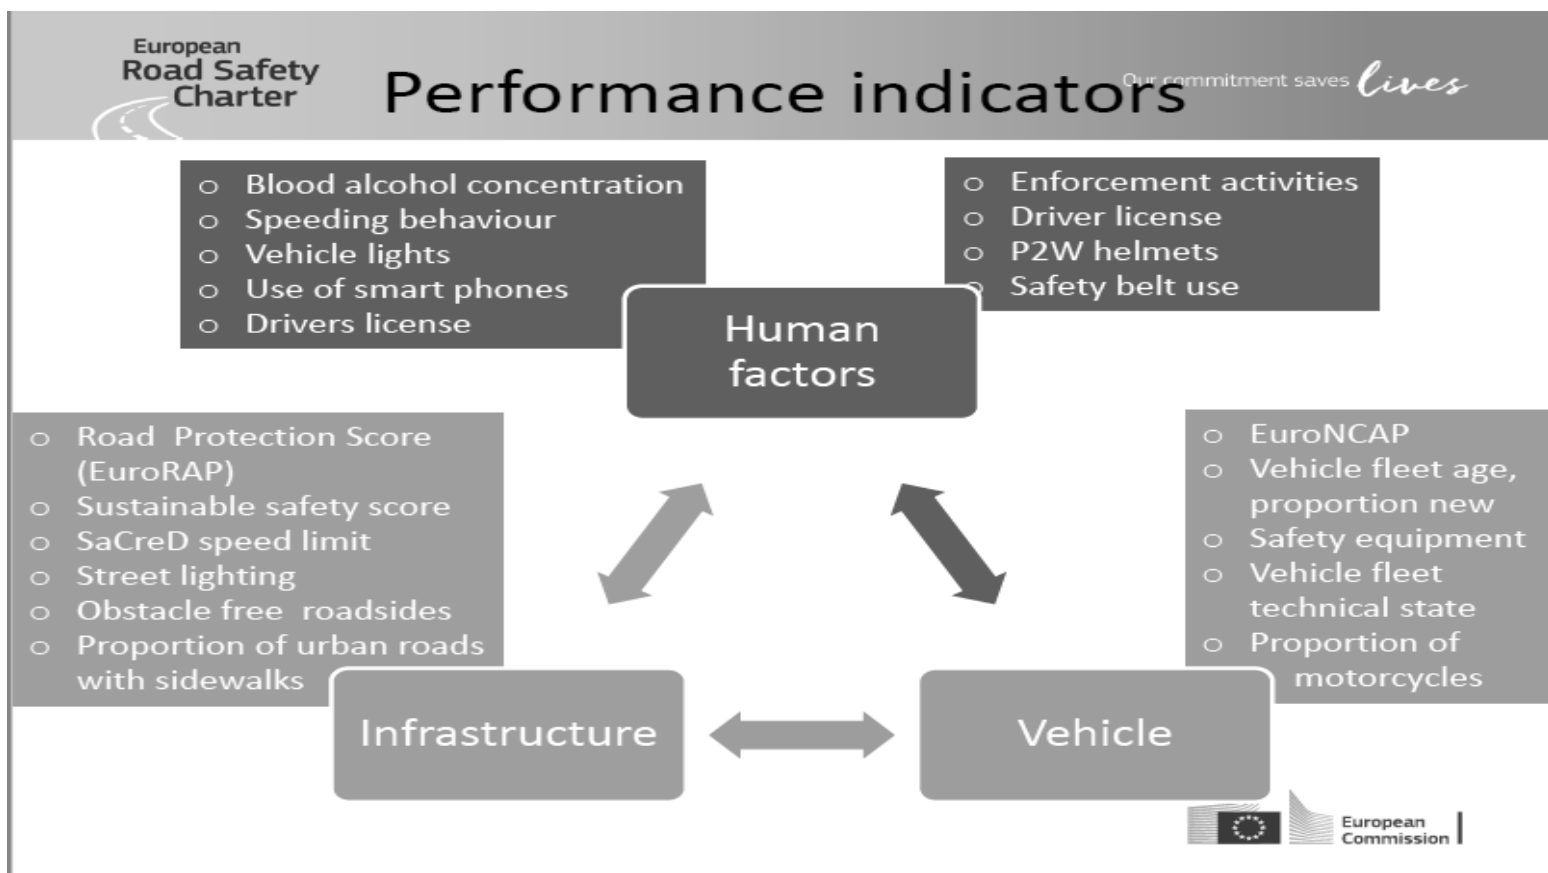 European
Road Safety
Charter
Performance indicators
Our commitment saves lives
o Blood alcohol concentration
o Speeding behaviour
o Vehicle lights
o Use of smart phones
o Drivers license
o Enforcement activities
o Driver license
o P2W helmets
o Safety belt use
Human
factors
o Road Protection Score
(EuroRAP)
o Sustainable safety score
o SaCreD speed limit
o Street lighting
o Obstacle free roadsides
o Proportion of urban roads
with sidewalks
o EuroNCAP
o Vehicle fleet age,
proportion new
o Safety equipment
o Vehicle fleet
technical state
o Proportion of
motorcycles
Infrastructure
Vehicle
European
Commission